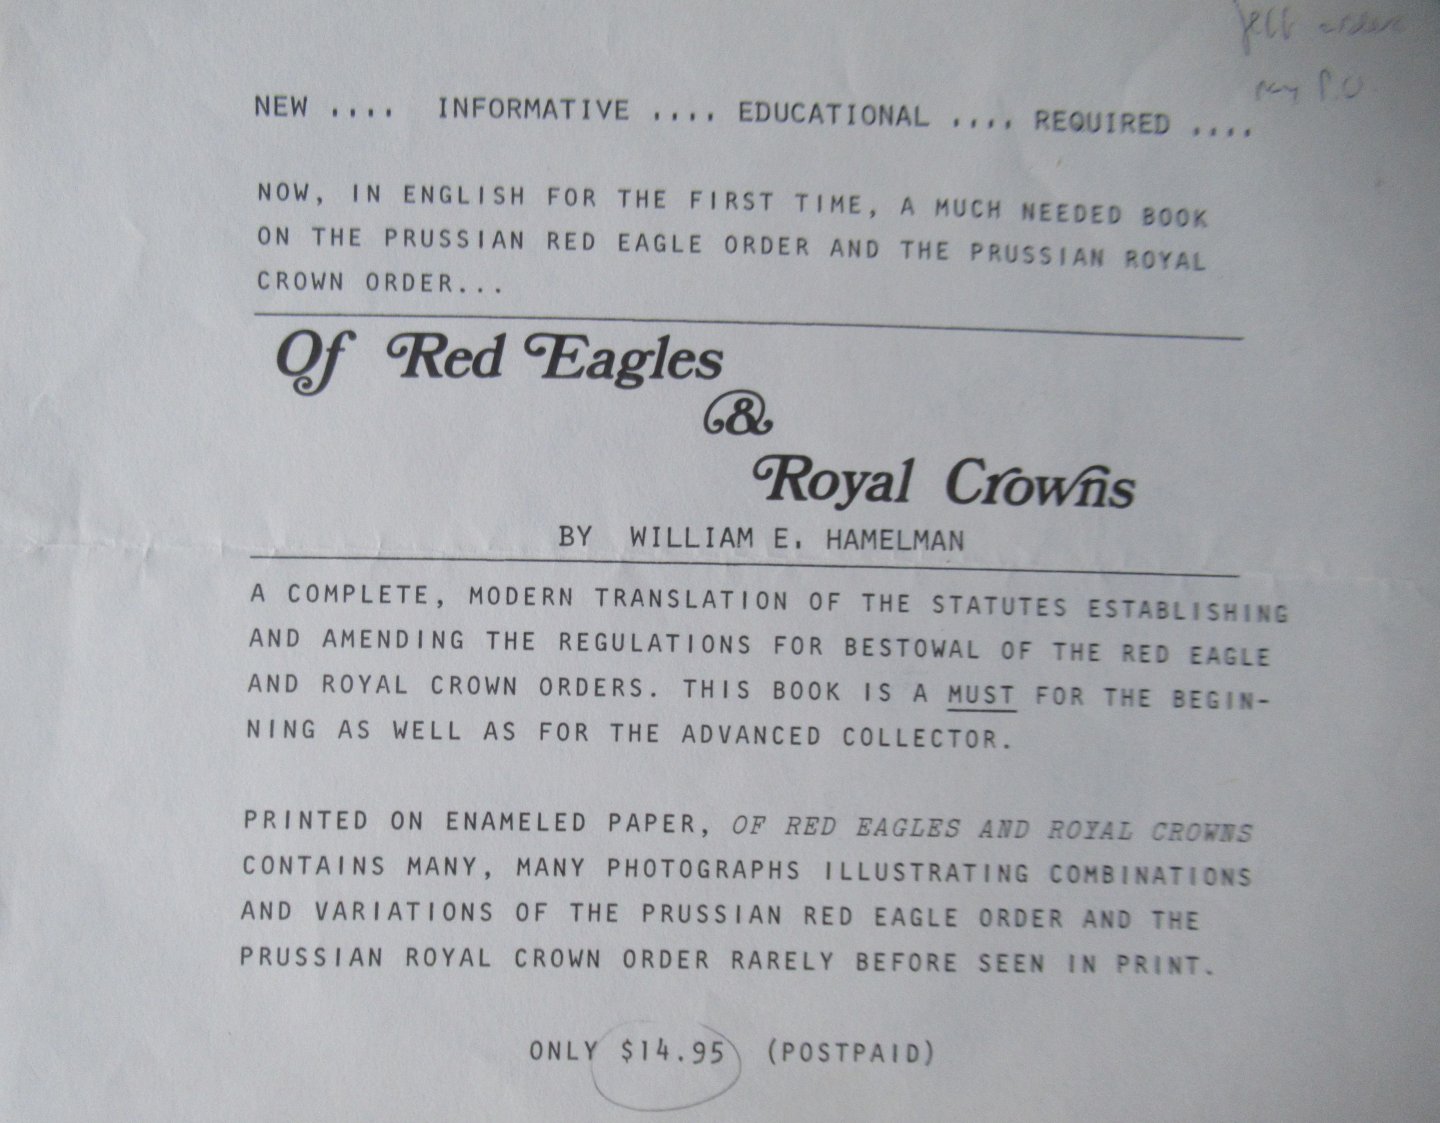 NEW .... INFORMATIVE .... EDUCATIONAL .... REQUIRED ....
NOW, IN ENGLISH FOR THE FIRST TIME, A MUCH NEEDED BOOK
ON THE PRUSSIAN RED EAGLE ORDER AND THE PRUSSIAN ROYAL
CROWN ORDER...
Of Red Eagles
&
Royal Crowns
BY WILLIAM E. HAMELMAN
A COMPLETE, MODERN TRANSLATION OF THE STATUTES ESTABLISHING
AND AMENDING THE REGULATIONS FOR BESTOWAL OF THE RED EAGLE
AND ROYAL CROWN ORDERS. THIS BOOK IS A MUST FOR THE BEGIN-
NING AS WELL AS FOR THE ADVANCED COLLECTOR.
PRINTED ON ENAMELED PAPER, OF RED EAGLES AND ROYAL CROWNS
CONTAINS MANY, MANY PHOTOGRAPHS ILLUSTRATING COMBINATIONS
AND VARIATIONS OF THE PRUSSIAN RED EAGLE ORDER AND THE
PRUSSIAN ROYAL CROWN ORDER RARELY BEFORE SEEN IN PRINT.
ONLY $14.95 (POSTPAID)